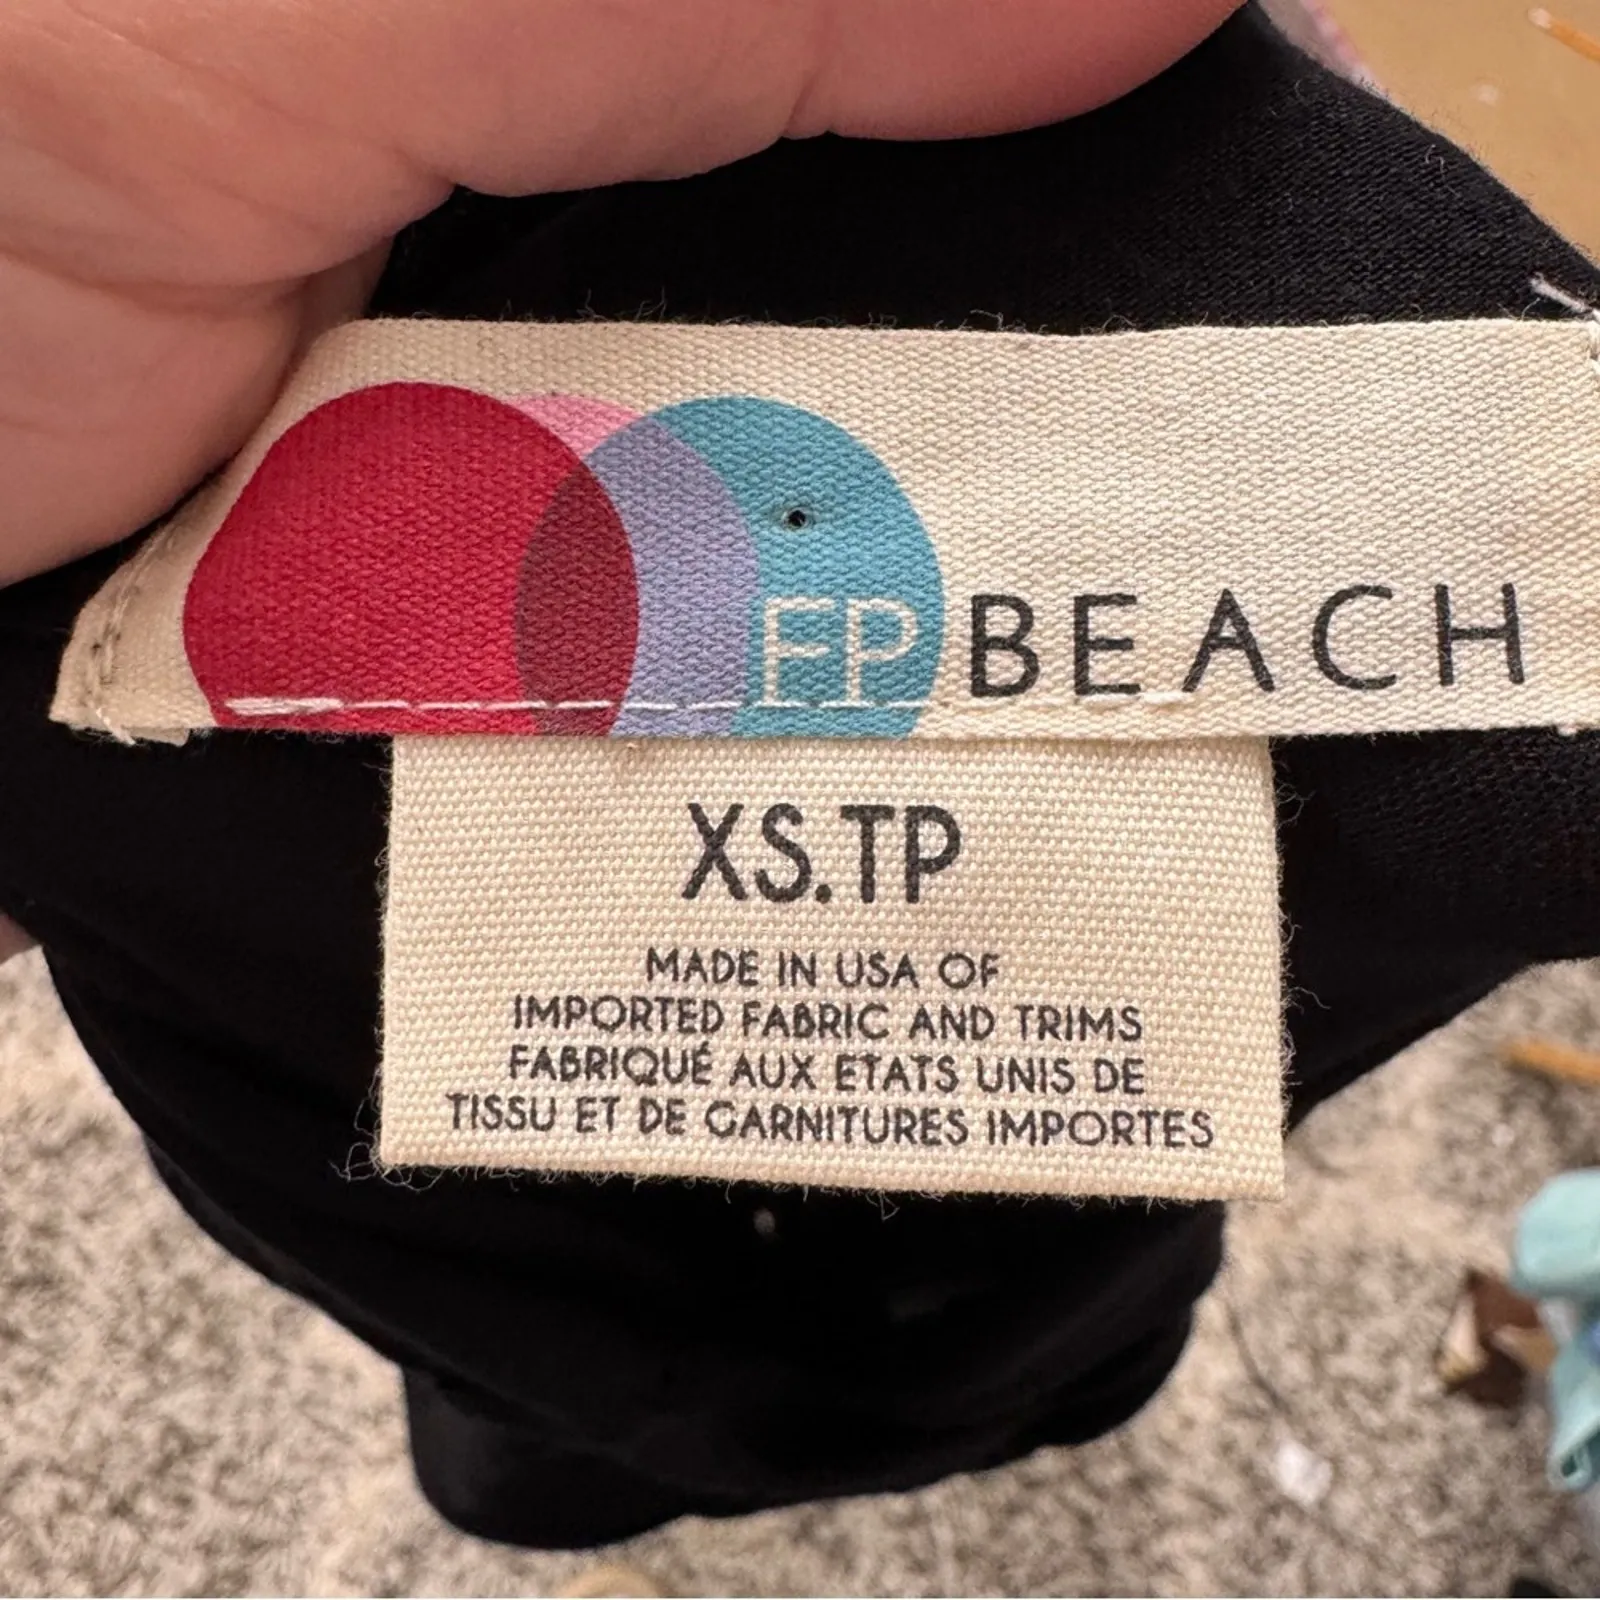 FP BEACH
XS.TP
MADE IN USA OF
IMPORTED FABRIC AND TRIMS
FABRIQUÉ AUX ETATS UNIS DE
TISSU ET DE GARNITURES IMPORTES